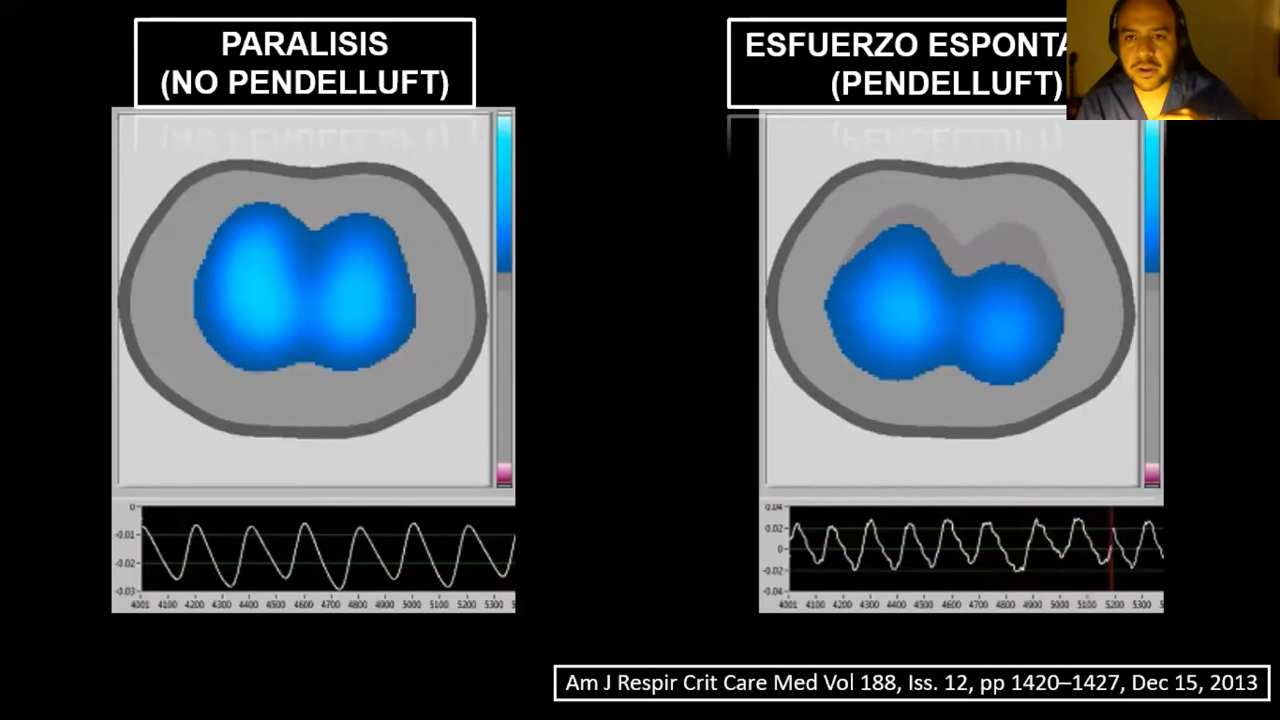 PARALISIS
(NO PENDELLUFT)
ESFUERZO
(PENDELLUFT)
0
-0.01
-0.02
-0.03
4001 4100 4200 4300 4400 4500 4600 4700 4800 4900 5000 5100 5200 5300
0.04
0.02
0
-0.02
-0.04
4001 4100 4200 4300 4400 4500 4600 4700 4800 4900 5000 5100 5200 5300
Am J Respir Crit Care Med Vol 188, Iss. 12, pp 1420–1427, Dec 15, 2013